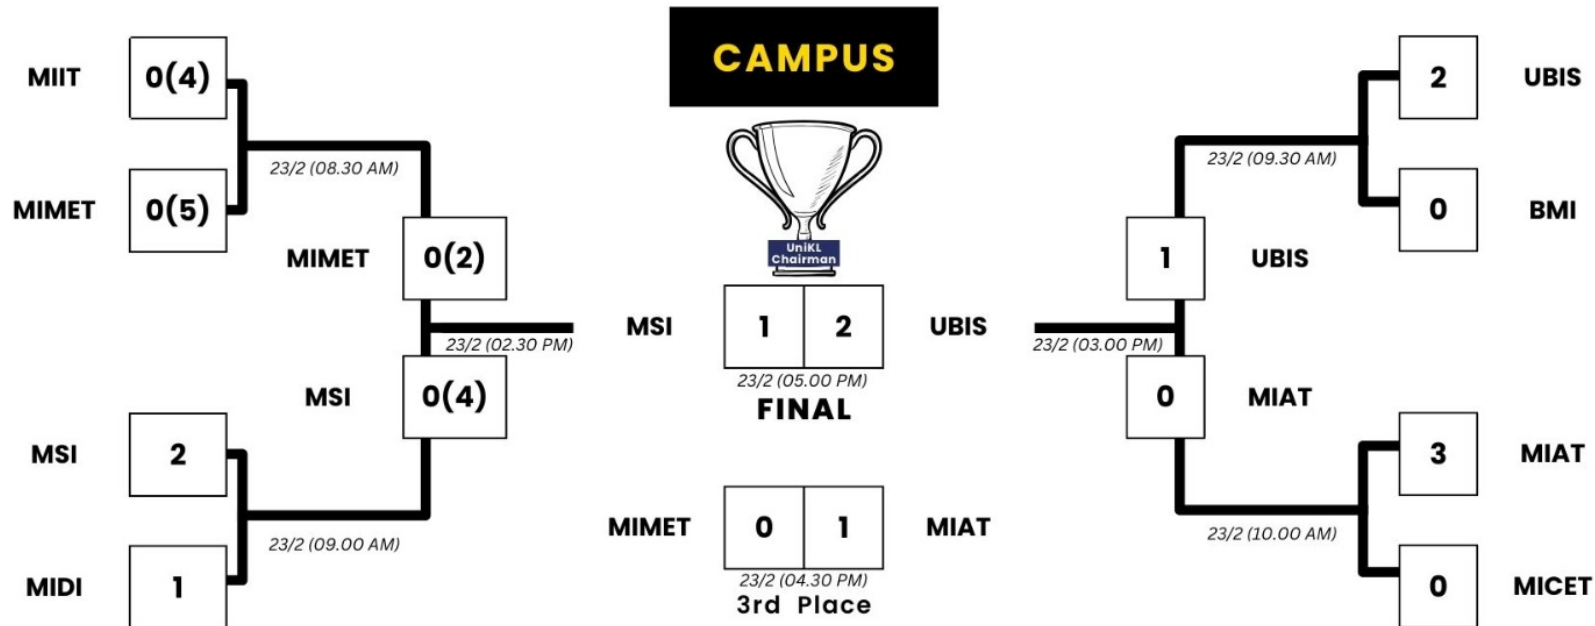 CAMPUS
MIIT 0(4)
23/2 (08.30 AM)
MIMET 0(5)
MIMET 0(2)
23/2 (02.30 PM)
MSI 0(4)
MSI 2
23/2 (09.00 AM)
MIDI 1
UniKL
Chairman
MSI 1 2 UBIS
23/2 (05.00 PM)
FINAL
MIMET 0 1 MIAT
23/2 (04.30 PM)
3rd Place
2 UBIS
23/2 (09.30 AM)
0 BMI
1 UBIS
23/2 (03.00 PM)
0 MIAT
3 MIAT
23/2 (10.00 AM)
0 MICET